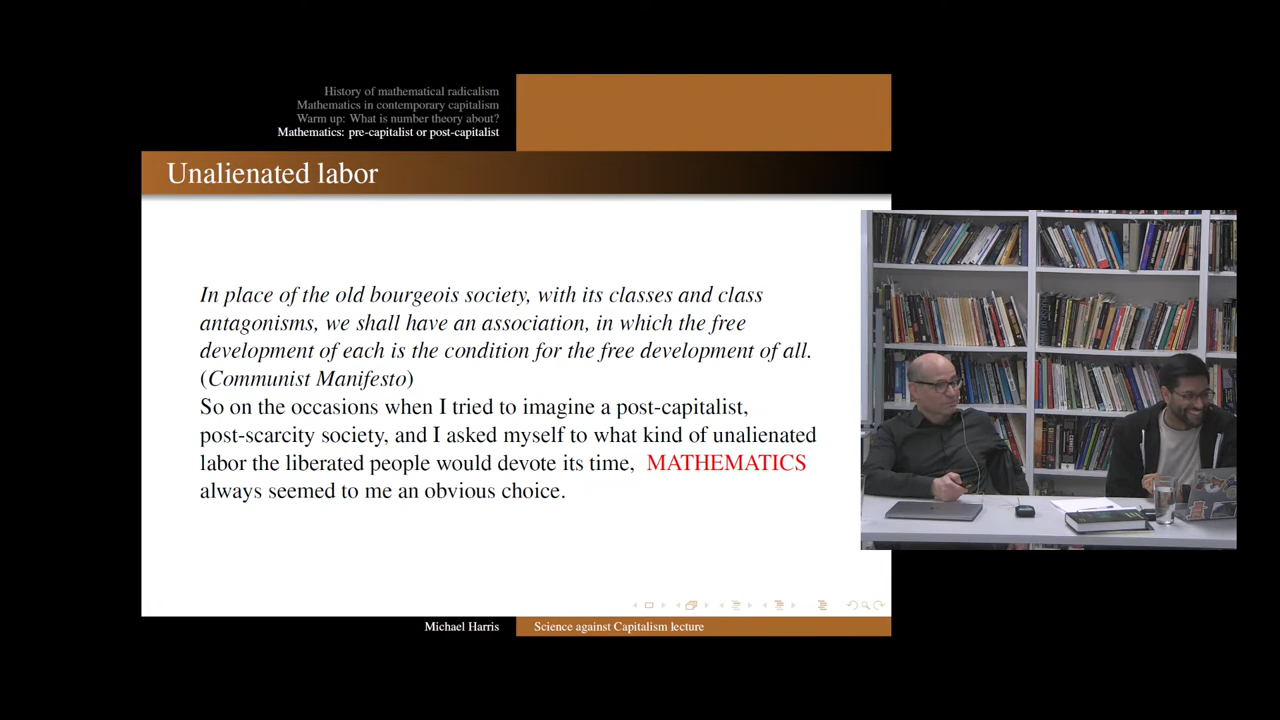 History of mathematical radicalism
Mathematics in contemporary capitalism
Warm up: What is number theory about?
Mathematics: pre-capitalist or post-capitalist
Unalienated labor
In place of the old bourgeois society, with its classes and class
antagonisms, we shall have an association, in which the free
development of each is the condition for the free development of all.
(Communist Manifesto)
So on the occasions when I tried to imagine a post-capitalist,
post-scarcity society, and I asked myself to what kind of unalienated
labor the liberated people would devote its time, MATHEMATICS
always seemed to me an obvious choice.
Michael Harris
Science against Capitalism lecture